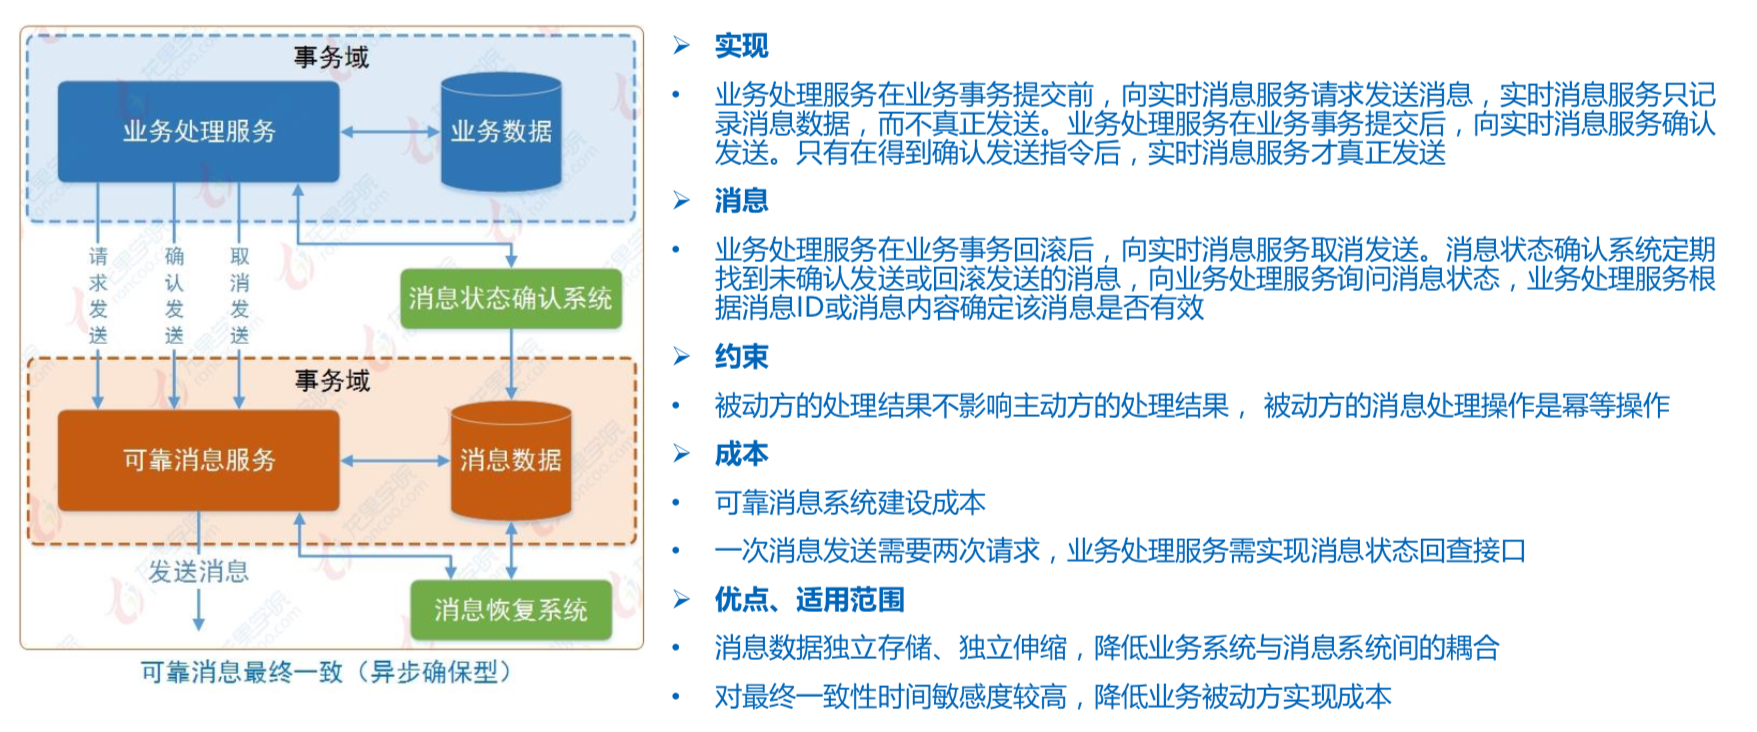 事务域
业务处理服务
业务数据
请求发送
确认发送
取消发送
消息状态确认系统
事务域
可靠消息服务
消息数据
发送消息
消息恢复系统
可靠消息最终一致（异步确保型）
➢ 实现
• 业务处理服务在业务事务提交前，向实时消息服务请求发送消息，实时消息服务只记
录消息数据，而不真正发送。业务处理服务在业务事务提交后，向实时消息服务确认
发送。只有在得到确认发送指令后，实时消息服务才真正发送
➢ 消息
• 业务处理服务在业务事务回滚后，向实时消息服务取消发送。消息状态确认系统定期
找到未确认发送或回滚发送的消息，向业务处理服务询问消息状态，业务处理服务根
据消息ID或消息内容确定该消息是否有效
➢ 约束
• 被动方的处理结果不影响主动方的处理结果， 被动方的消息处理操作是幂等操作
➢ 成本
• 可靠消息系统建设成本
• 一次消息发送需要两次请求，业务处理服务需实现消息状态回查接口
➢ 优点、适用范围
• 消息数据独立存储、独立伸缩，降低业务系统与消息系统间的耦合
• 对最终一致性时间敏感度较高，降低业务被动方实现成本